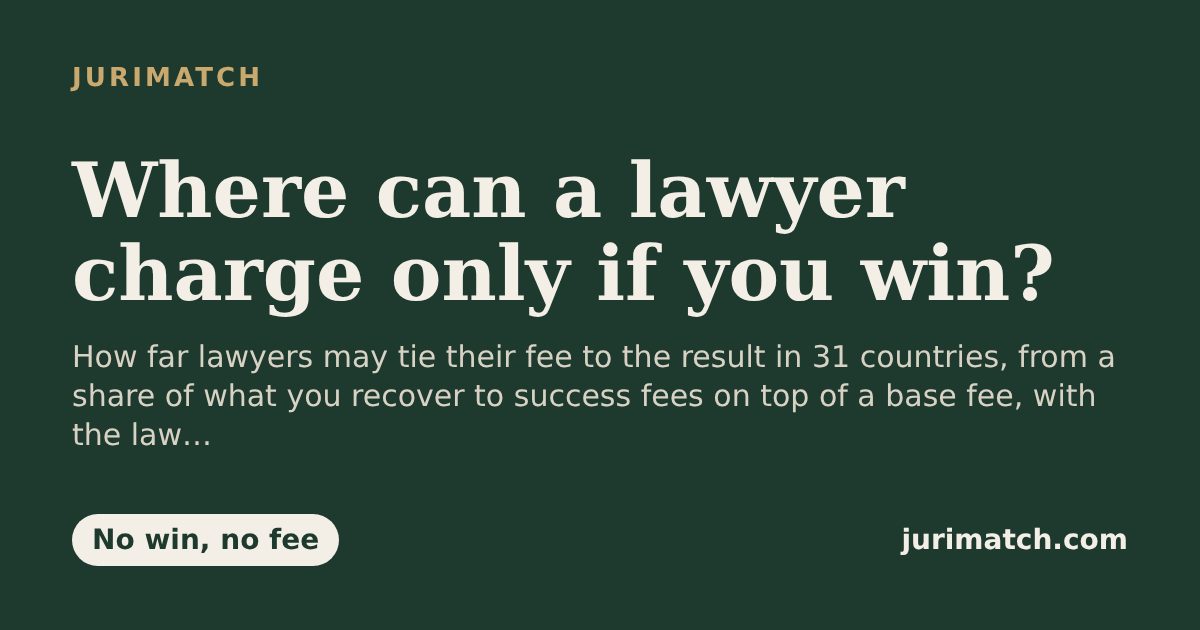 JURIMATCH
Where can a lawyer
charge only if you win?
How far lawyers may tie their fee to the result in 31 countries, from a
share of what you recover to success fees on top of a base fee, with
the law…
No win, no fee
jurimatch.com